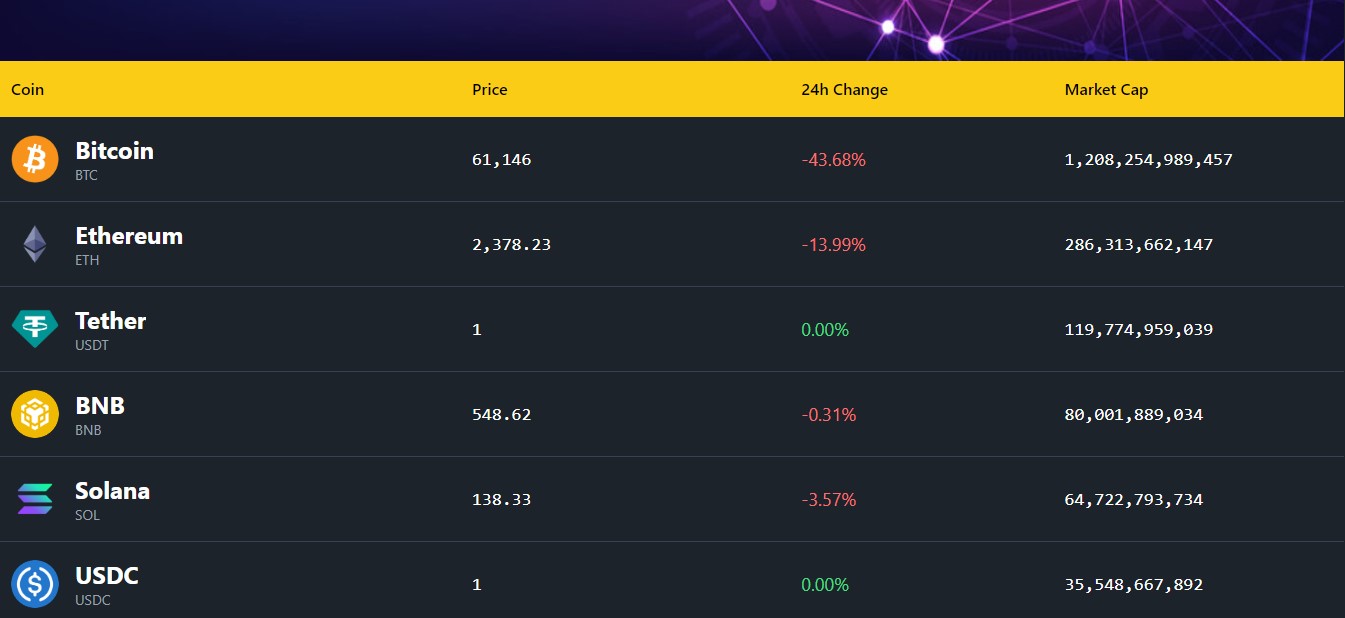 Coin Price 24h Change Market Cap
Bitcoin
BTC
61,146 -43.68% 1,208,254,989,457
Ethereum
ETH
2,378.23 -13.99% 286,313,662,147
Tether
USDT
1 0.00% 119,774,959,039
BNB
BNB
548.62 -0.31% 80,001,889,034
Solana
SOL
138.33 -3.57% 64,722,793,734
USDC
USDC
1 0.00% 35,548,667,892